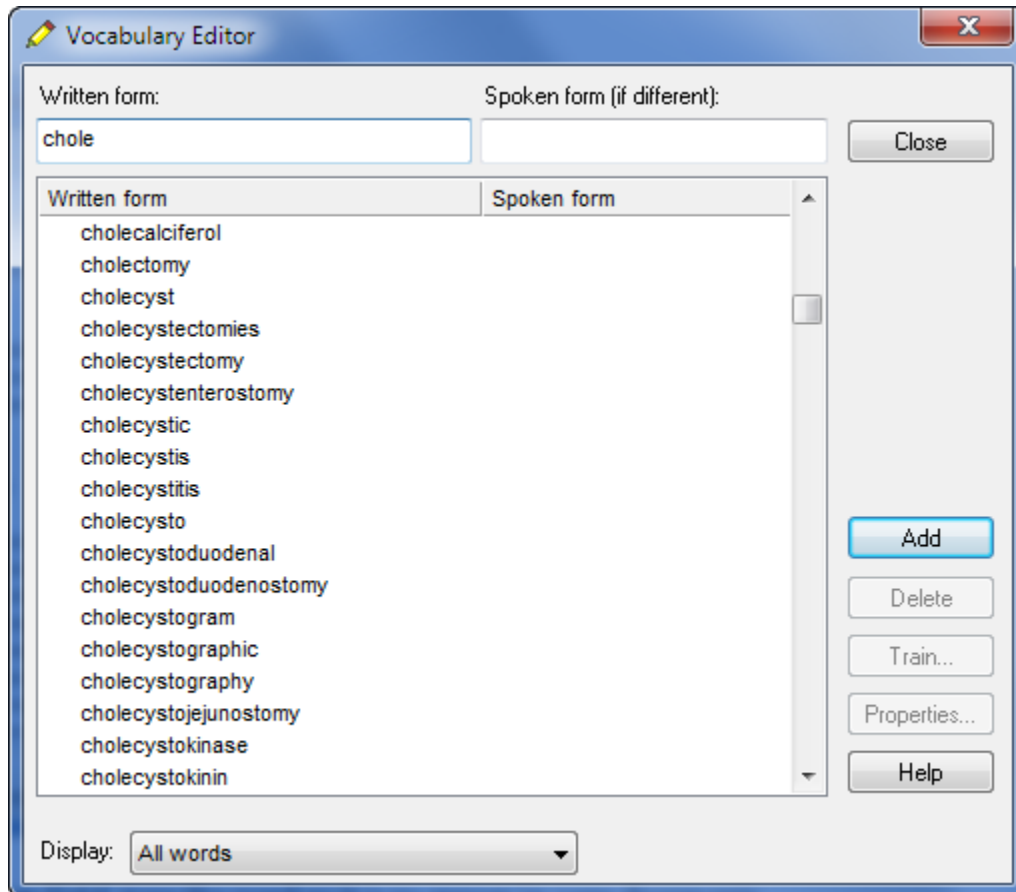 Vocabulary Editor
Written form: Spoken form (if different):
chole
Close
Written form Spoken form
cholecalciferol
cholectomy
cholecyst
cholecystectomies
cholecystectomy
cholecystenterostomy
cholecystic
cholecystis
cholecystitis
cholecysto
cholecystoduodenal
cholecystoduodenostomy
cholecystogram
cholecystographic
cholecystography
cholecystojejunostomy
cholecystokinase
cholecystokinin
Add
Delete
Train...
Properties...
Help
Display: All words